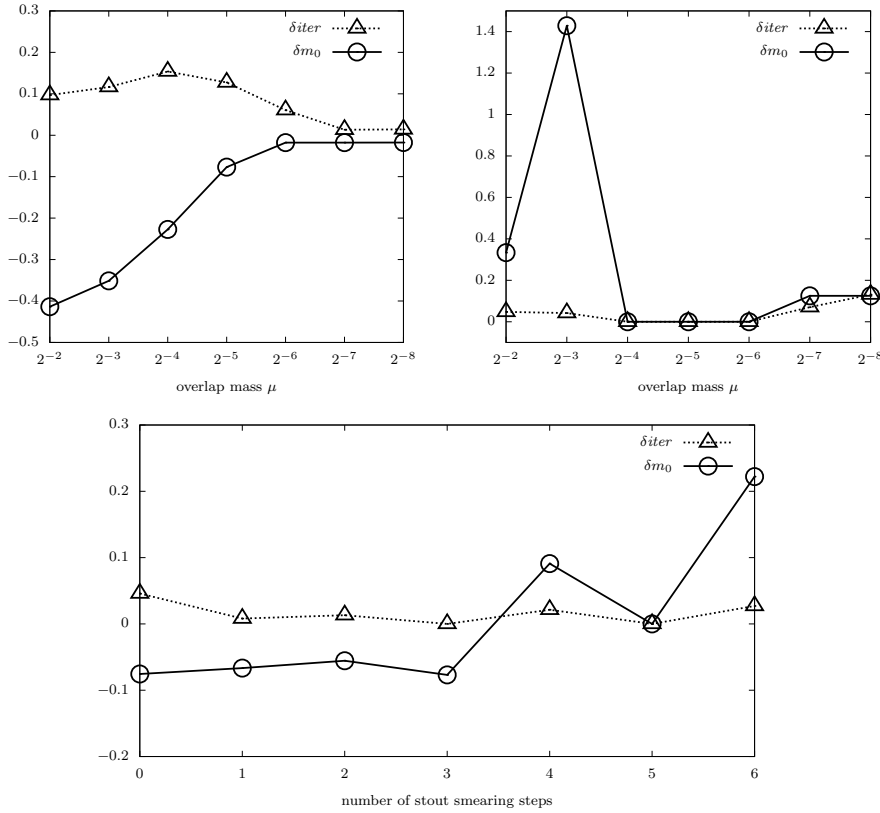 0.3
0.2
0.1
0
−0.1
−0.2
−0.3
−0.4
−0.5
2−2 2−3 2−4 2−5 2−6 2−7 2−8
overlap mass μ
δiter
δm0
1.4
1.2
1
0.8
0.6
0.4
0.2
0
2−2 2−3 2−4 2−5 2−6 2−7 2−8
overlap mass μ
δiter
δm0
0.3
0.2
0.1
0
−0.1
−0.2
0 1 2 3 4 5 6
number of stout smearing steps
δiter
δm0